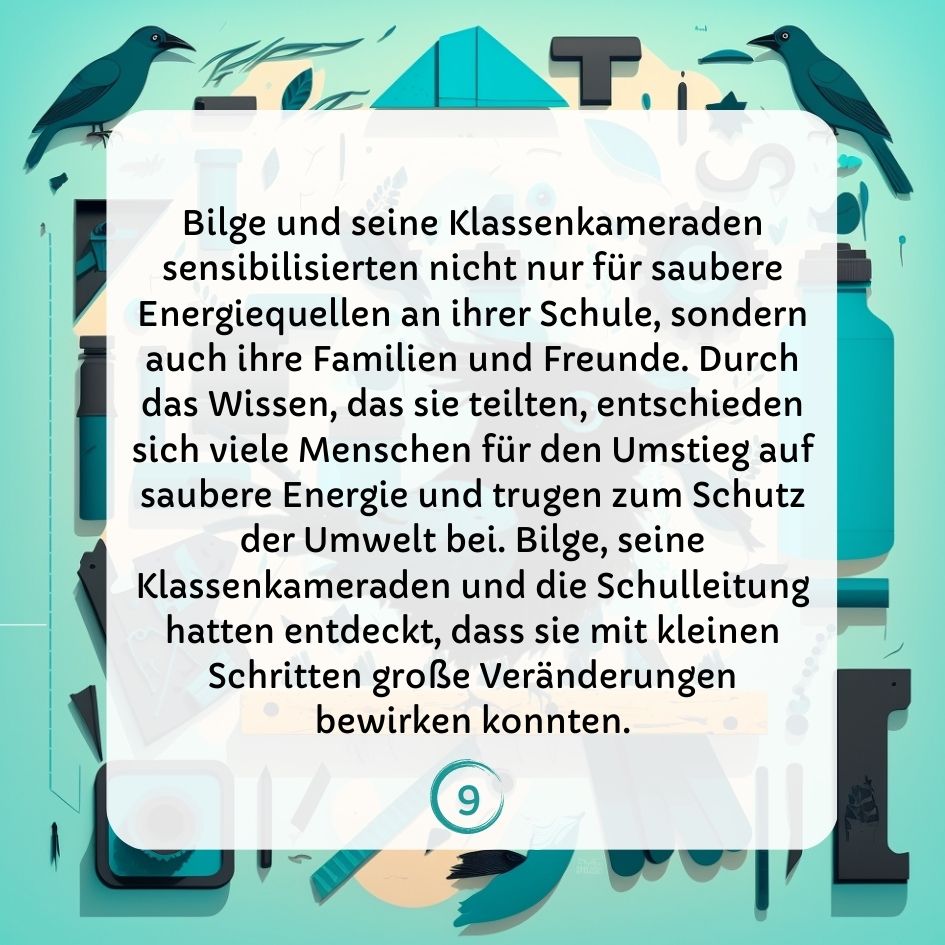 Bilge und seine Klassenkameraden
sensibilisierten nicht nur für saubere
Energiequellen an ihrer Schule, sondern
auch ihre Familien und Freunde. Durch
das Wissen, das sie teilten, entschieden
sich viele Menschen für den Umstieg auf
saubere Energie und trugen zum Schutz
der Umwelt bei. Bilge, seine
Klassenkameraden und die Schulleitung
hatten entdeckt, dass sie mit kleinen
Schritten große Veränderungen
bewirken konnten.
9